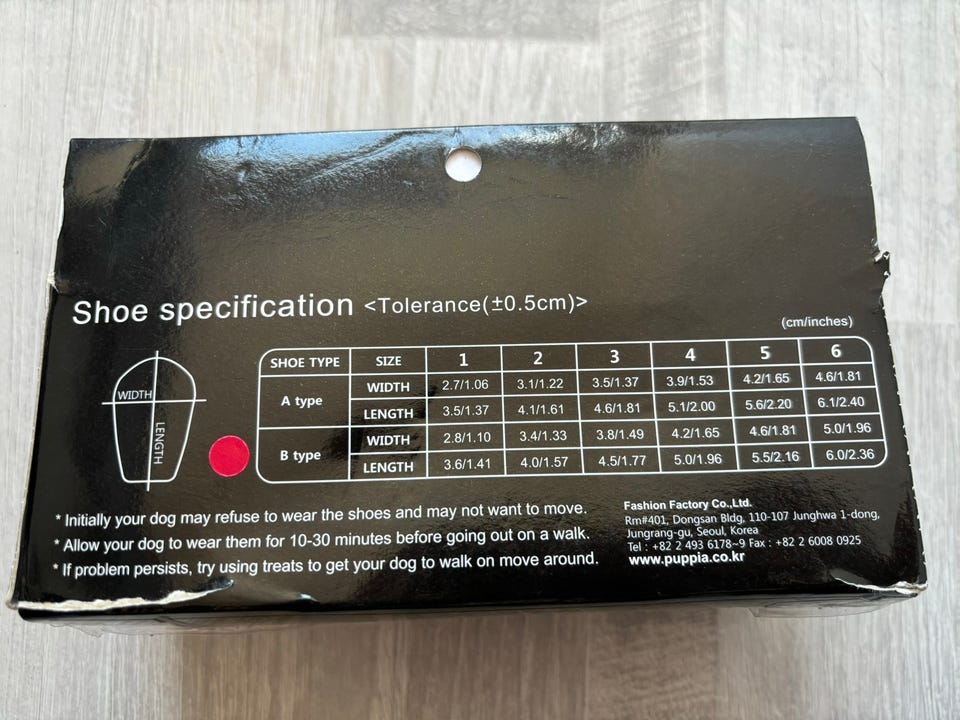 Shoe specification <Tolerance(±0.5cm)>
(cm/inches)
WIDTH
LENGTH
SHOE TYPE SIZE 1 2 3 4 5 6
A type
WIDTH 2.7/1.06 3.1/1.22 3.5/1.37 3.9/1.53 4.2/1.65 4.6/1.81
LENGTH 3.5/1.37 4.1/1.61 4.6/1.81 5.1/2.00 5.6/2.20 6.1/2.40
B type
WIDTH 2.8/1.10 3.4/1.33 3.8/1.49 4.2/1.65 4.6/1.81 5.0/1.96
LENGTH 3.6/1.41 4.0/1.57 4.5/1.77 5.0/1.96 5.5/2.16 6.0/2.36
* Initially your dog may refuse to wear the shoes and may not want to move.
* Allow your dog to wear them for 10-30 minutes before going out on a walk.
* If problem persists, try using treats to get your dog to walk on move around.
Fashion Factory Co.,Ltd.
Rm#401, Dongsan Bldg, 110-107 Junghwa 1-dong,
Jungrang-gu, Seoul, Korea
Tel : +82 2 493 6178~9 Fax : +82 2 6008 0925
www.puppia.co.kr